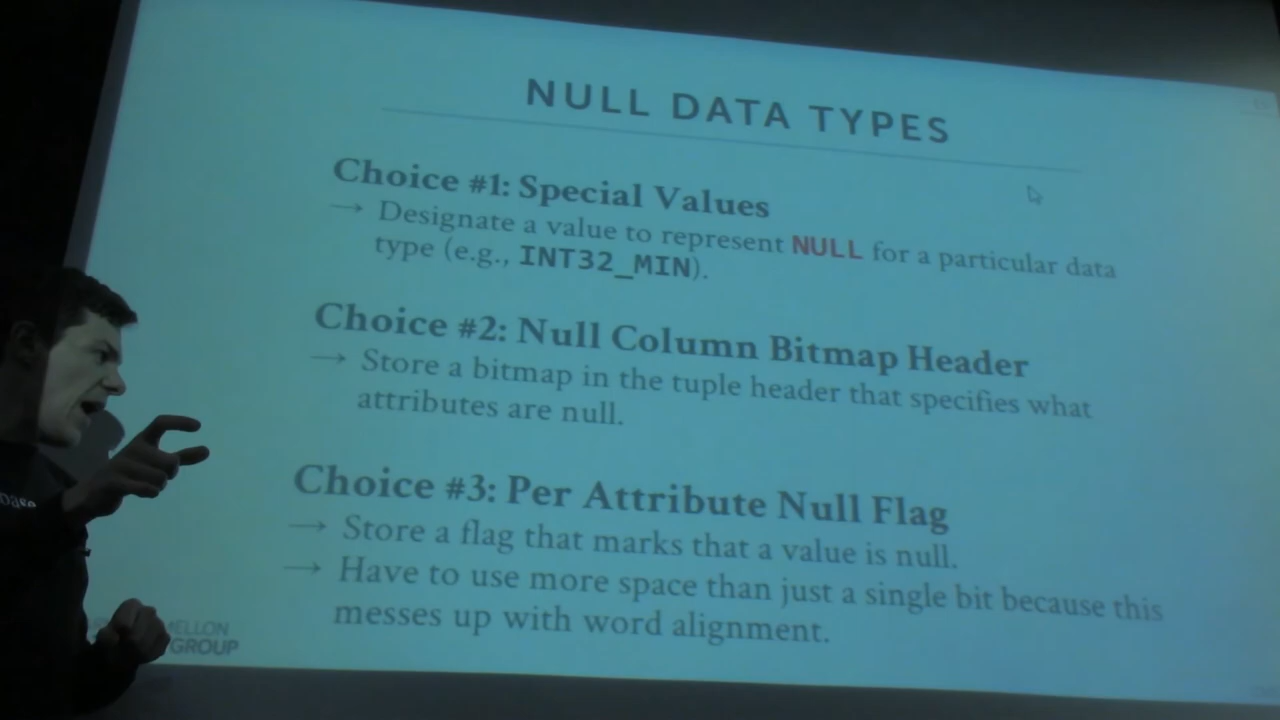 NULL DATA TYPES
Choice #1: Special Values
→ Designate a value to represent NULL for a particular data
type (e.g., INT32_MIN).
Choice #2: Null Column Bitmap Header
→ Store a bitmap in the tuple header that specifies what
attributes are null.
Choice #3: Per Attribute Null Flag
→ Store a flag that marks that a value is null.
→ Have to use more space than just a single bit because this
messes up with word alignment.
ELLON
GROUP